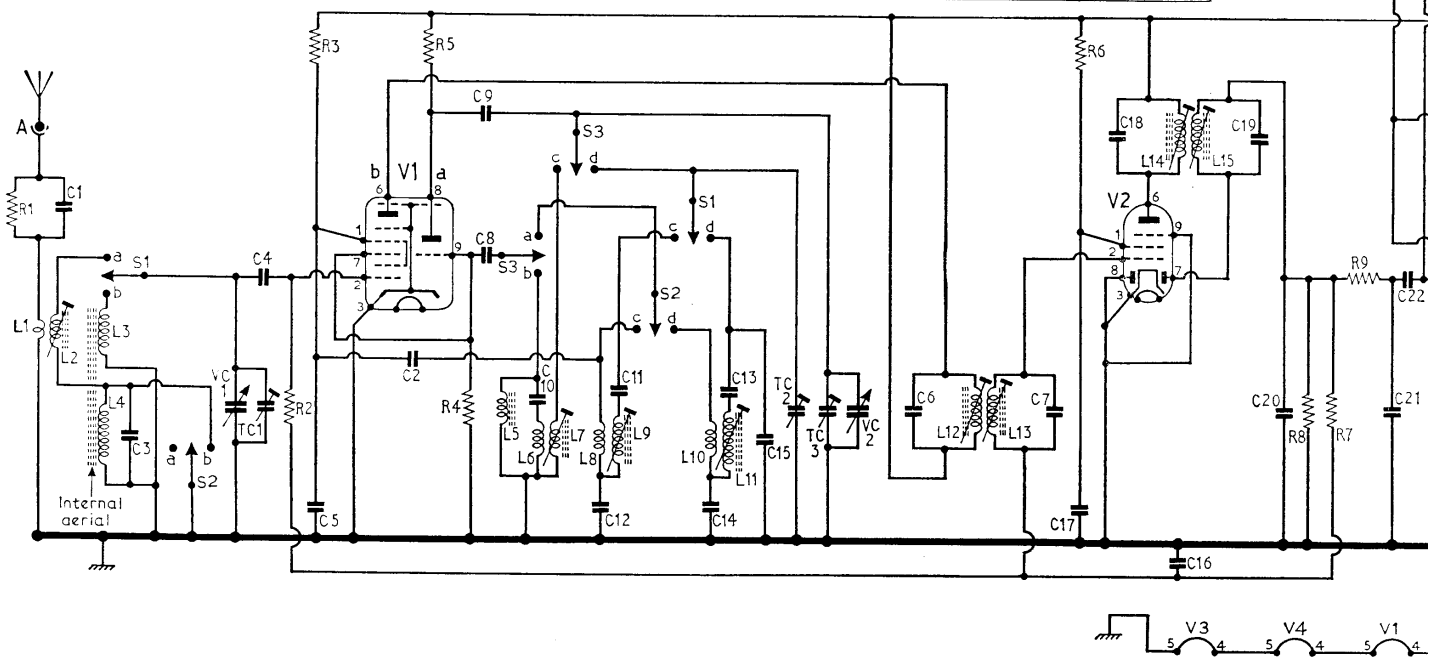 R3
R5
R6
A
C9
S3
C18
C19
L14
L15
b V1 a
6
8
c
d
R1
C1
S1
V2
6
1
7
2
3
9
C8
S3
a
b
c
d
1
2
8
3
9
7
R9
C22
a
S1
b
C4
S2
c
d
L1
L2
L3
C2
C
10
C11
C13
TC
2
L4
VC
1
TC1
R2
R4
L5
L6
L7
L8
L9
L10
L11
C15
TC
3
VC
2
C6
L12
L13
C7
C20
R8
R7
C21
C3
a
b
S2
Internal
aerial
C5
C12
C14
C17
C16
V3
V4
V1
5
4
5
4
5
4